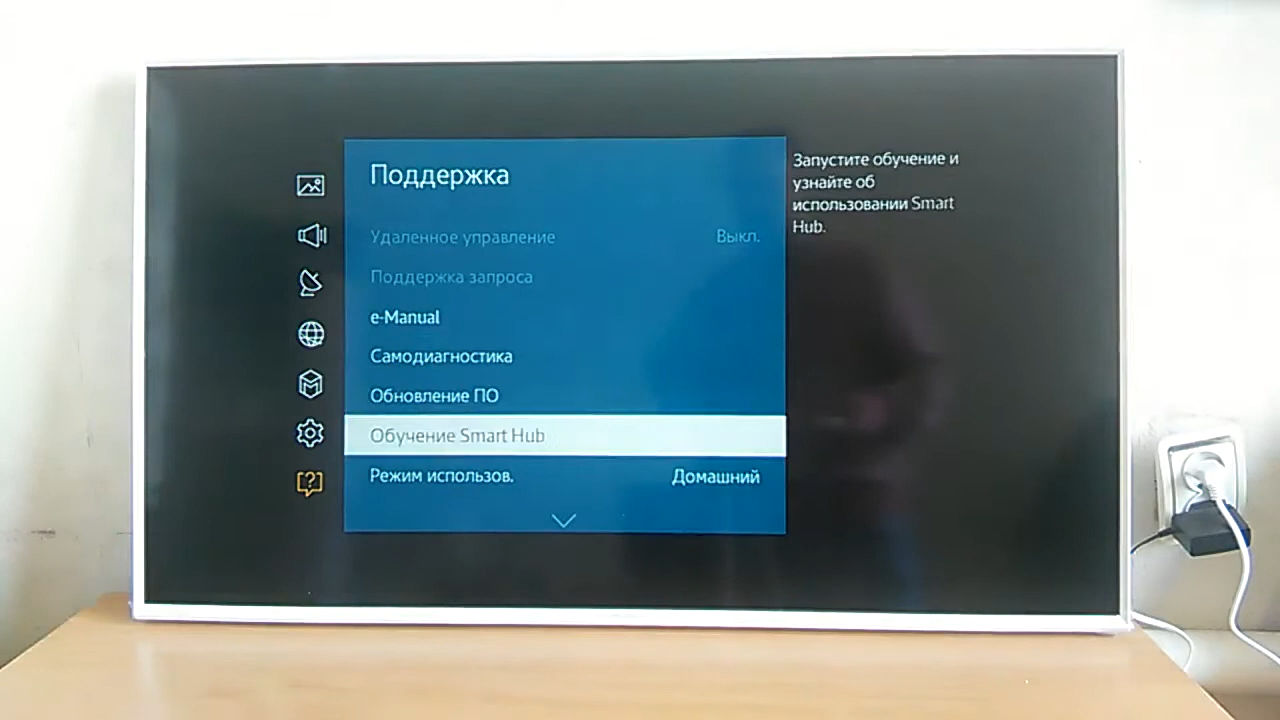 Поддержка
Удаленное управление Выкл.
Поддержка запроса
e-Manual
Самодиагностика
Обновление ПО
Обучение Smart Hub
Режим использов. Домашний
Запустите обучение и
узнайте об
использовании Smart
Hub.